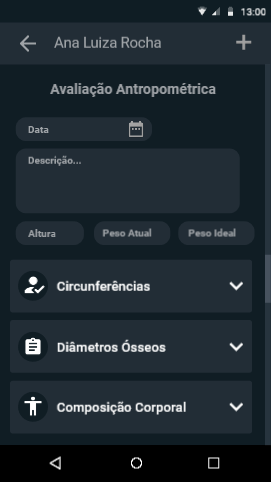 13:00
Ana Luiza Rocha
Avaliação Antropométrica
Data
Descrição...
Altura Peso Atual Peso Ideal
Circunferências
Diâmetros Ósseos
Composição Corporal